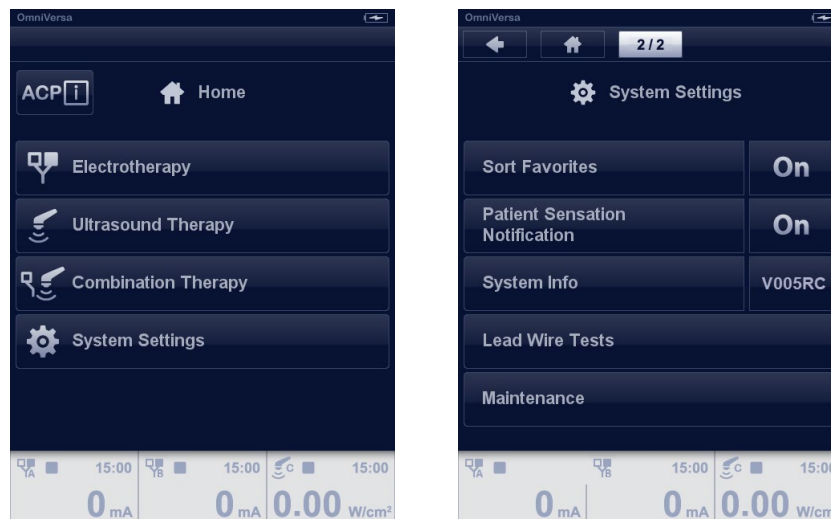 OmniVersa
ACP i
Home
Electrotherapy
Ultrasound Therapy
Combination Therapy
System Settings
YA 15:00 YB 15:00 C 15:00
0 mA 0 mA 0.00 W/cm²
OmniVersa
2/2
System Settings
Sort Favorites On
Patient Sensation
Notification
On
System Info V005RC
Lead Wire Tests
Maintenance
YA YB 15:00 C 15:00
0 mA 0 mA 0.00 W/cm